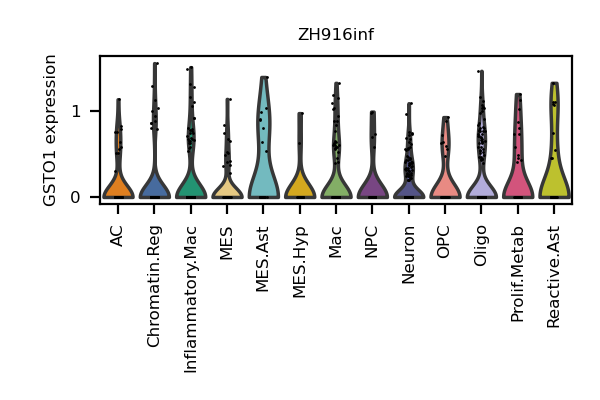 ZH916inf
GSTO1 expression
1
0
AC
Chromatin.Reg
Inflammatory.Mac
MES
MES.Ast
MES.Hyp
Mac
NPC
Neuron
OPC
Oligo
Prolif.Metab
Reactive.Ast